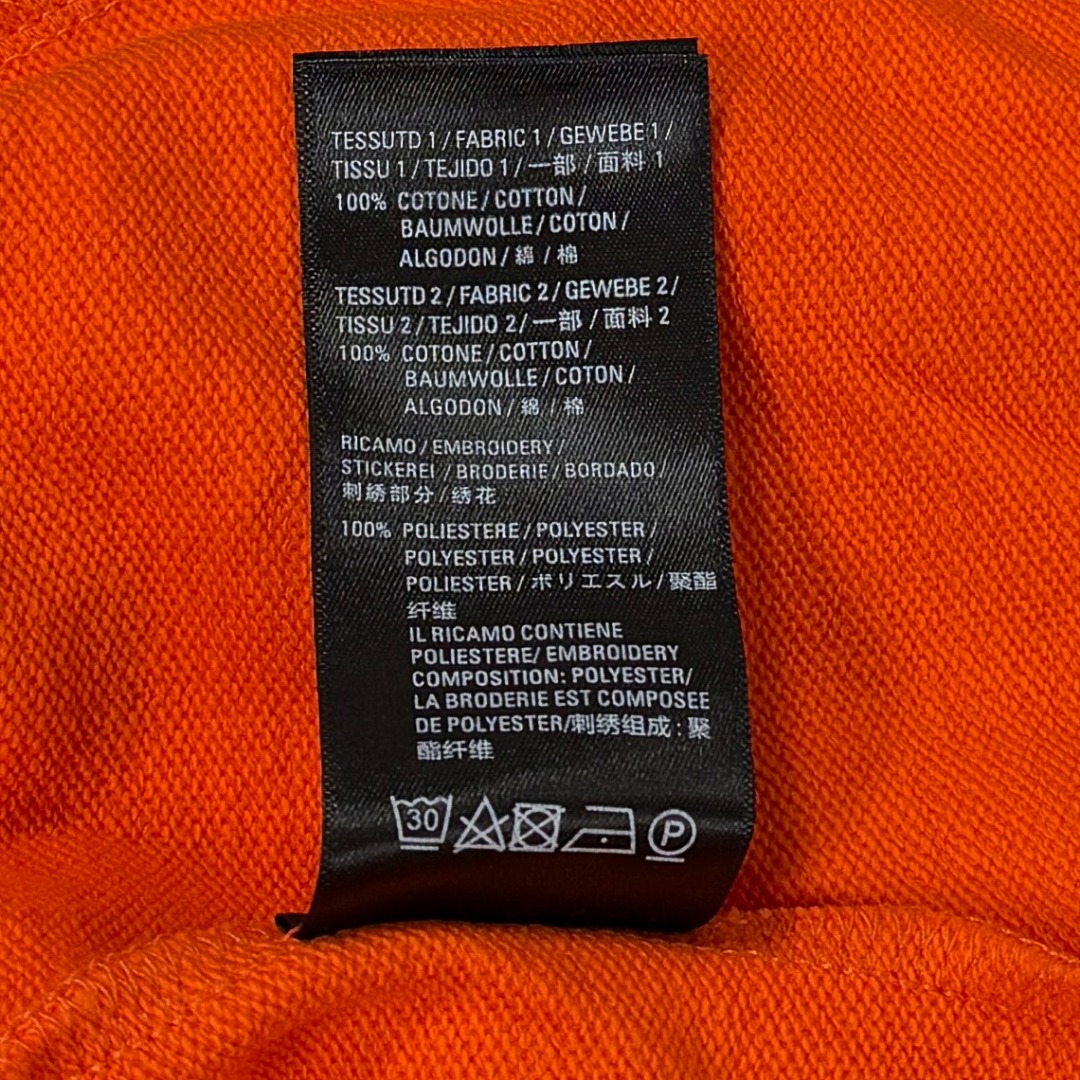 TESSUTD 1 / FABRIC 1 / GEWEBE 1 /
TISSU 1 / TEJIDO 1 / 一部 / 面料 1
100% COTONE / COTTON /
BAUMWOLLE / COTON /
ALGODON / 綿 / 棉
TESSUTD 2 / FABRIC 2 / GEWEBE 2 /
TISSU 2 / TEJIDO 2 / 一部 / 面料 2
100% COTONE / COTTON /
BAUMWOLLE / COTON /
ALGODON / 綿 / 棉
RICAMO / EMBROIDERY /
STICKEREI / BRODERIE / BORDADO /
刺繍部分 / 绣花
100% POLIESTERE / POLYESTER /
POLYESTER / POLYESTER /
POLIESTER / ポリエスル / 聚酯
纤维
IL RICAMO CONTIENE
POLIESTERE/ EMBROIDERY
COMPOSITION: POLYESTER/
LA BRODERIE EST COMPOSEE
DE POLYESTER/刺绣组成：聚
酯纤维
30 P